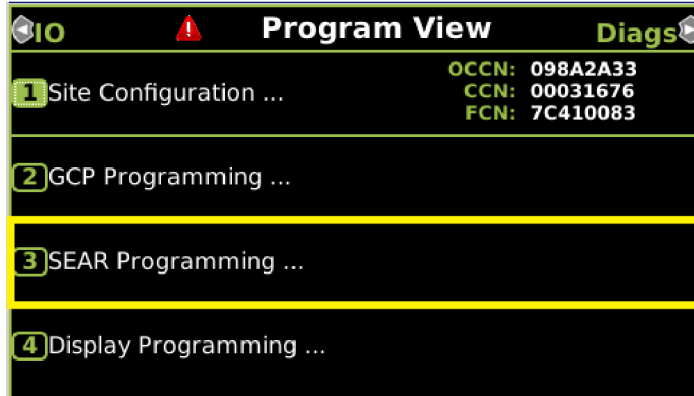 IO Program View Diags
OCCN: 098A2A33
1 Site Configuration ... CCN: 00031676
FCN: 7C410083
2 GCP Programming ...
3 SEAR Programming ...
4 Display Programming ...